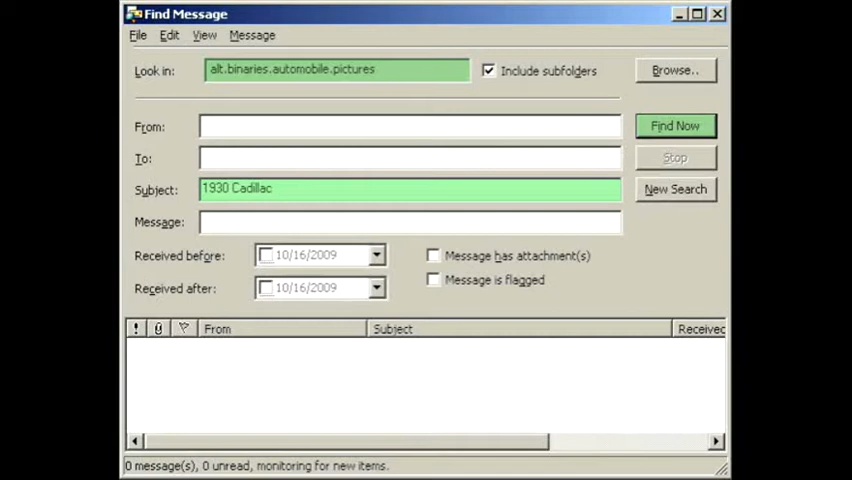 Find Message
File Edit View Message
Look in: alt.binaries.automobile.pictures Include subfolders Browse..
From: Find Now
To: Stop
Subject: 1930 Cadillac New Search
Message:
Received before: 10/16/2009 Message has attachment(s)
Received after: 10/16/2009 Message is flagged
! From Subject Received
0 message(s), 0 unread, monitoring for new items.